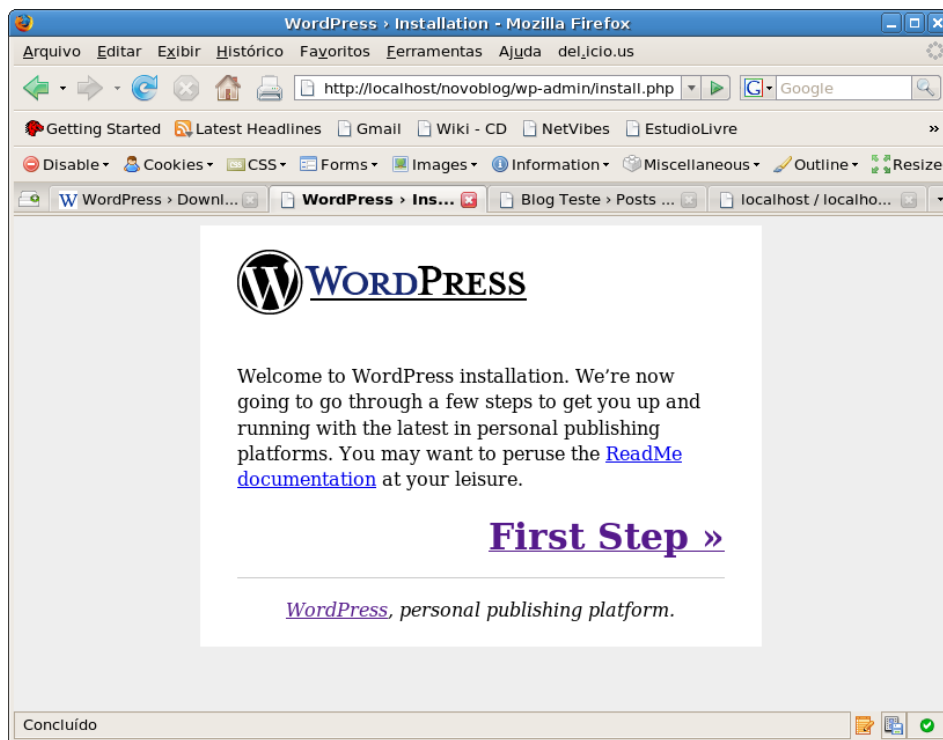 WordPress › Installation - Mozilla Firefox
Arquivo Editar Exibir Histórico Favoritos Ferramentas Ajuda del.icio.us
http://localhost/novoblog/wp-admin/install.php G Google
Getting Started Latest Headlines Gmail Wiki - CD NetVibes EstudioLivre »
Disable Cookies CSS Forms Images Information Miscellaneous Outline Resize
W WordPress › Downl... WordPress › Ins... Blog Teste › Posts ... localhost / localho...
W WORDPRESS
Welcome to WordPress installation. We’re now
going to go through a few steps to get you up and
running with the latest in personal publishing
platforms. You may want to peruse the ReadMe
documentation at your leisure.
First Step »
WordPress, personal publishing platform.
Concluído